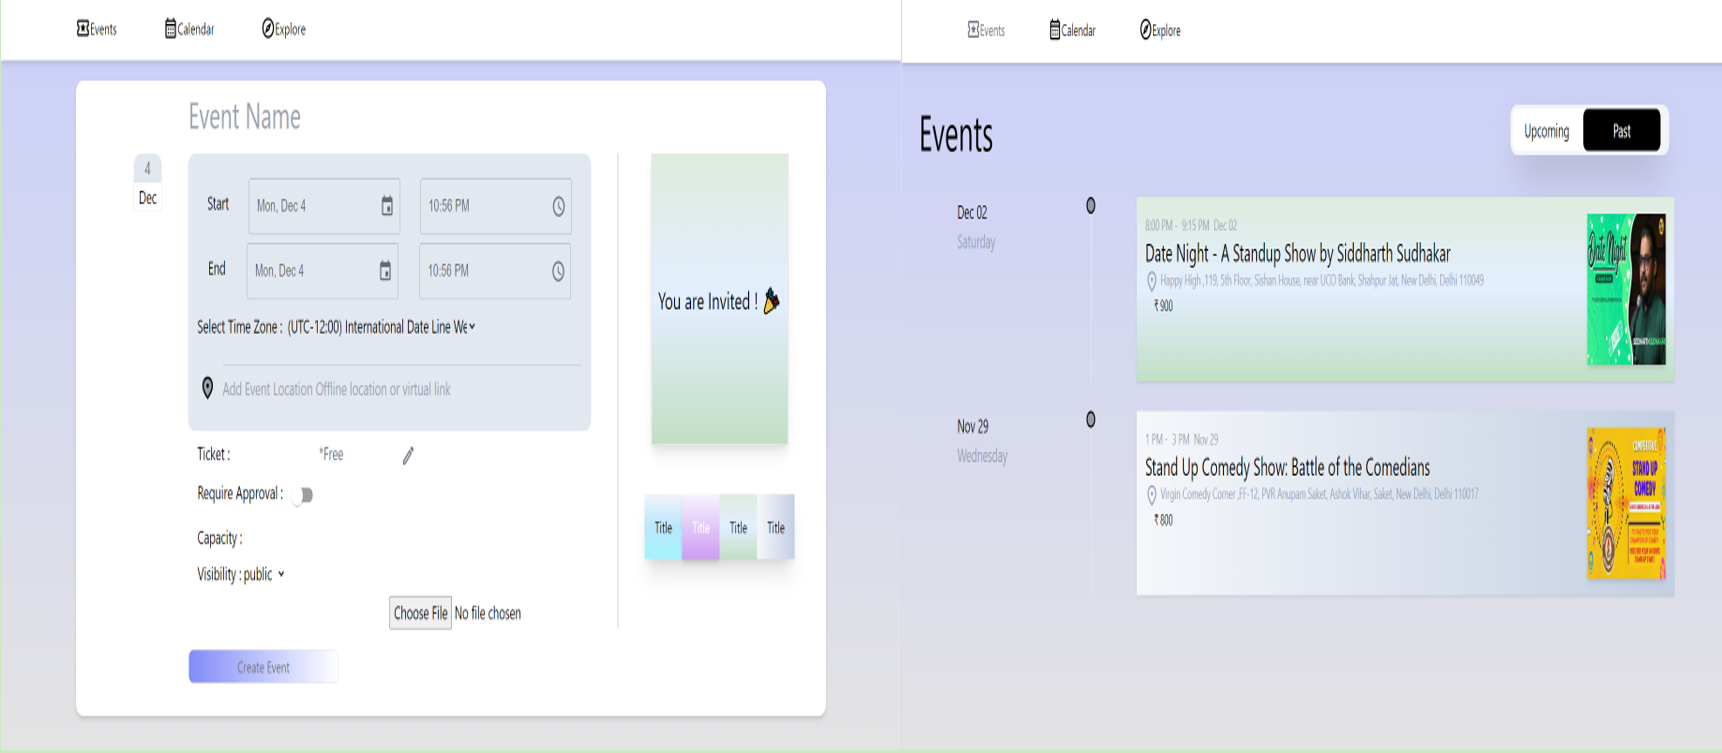 Events Calendar Explore
Event Name
4
Dec
Start Mon, Dec 4 10:56 PM
End Mon, Dec 4 10:56 PM
Select Time Zone : (UTC-12:00) International Date Line We
Add Event Location Offline location or virtual link
Ticket : *Free
Require Approval :
Capacity :
Visibility : public
Choose File No file chosen
Create Event
You are Invited ! 🎉
Title Title Title Title
Events Calendar Explore
Events
Upcoming Past
Dec 02
Saturday
8:00 PM - 9:15 PM Dec 02
Date Night - A Standup Show by Siddharth Sudhakar
Happy High ,119, 5th Floor, Sishan House, near UCO Bank, Shahpur Jat, New Delhi, Delhi 110049
₹ 900
Date Night
Nov 29
Wednesday
1 PM - 3 PM Nov 29
Stand Up Comedy Show: Battle of the Comedians
Virgin Comedy Corner ,FF-12, PVR Anupam Saket, Ashok Vihar, Saket, New Delhi, Delhi 110017
₹ 800
STAND UP
COMEDY